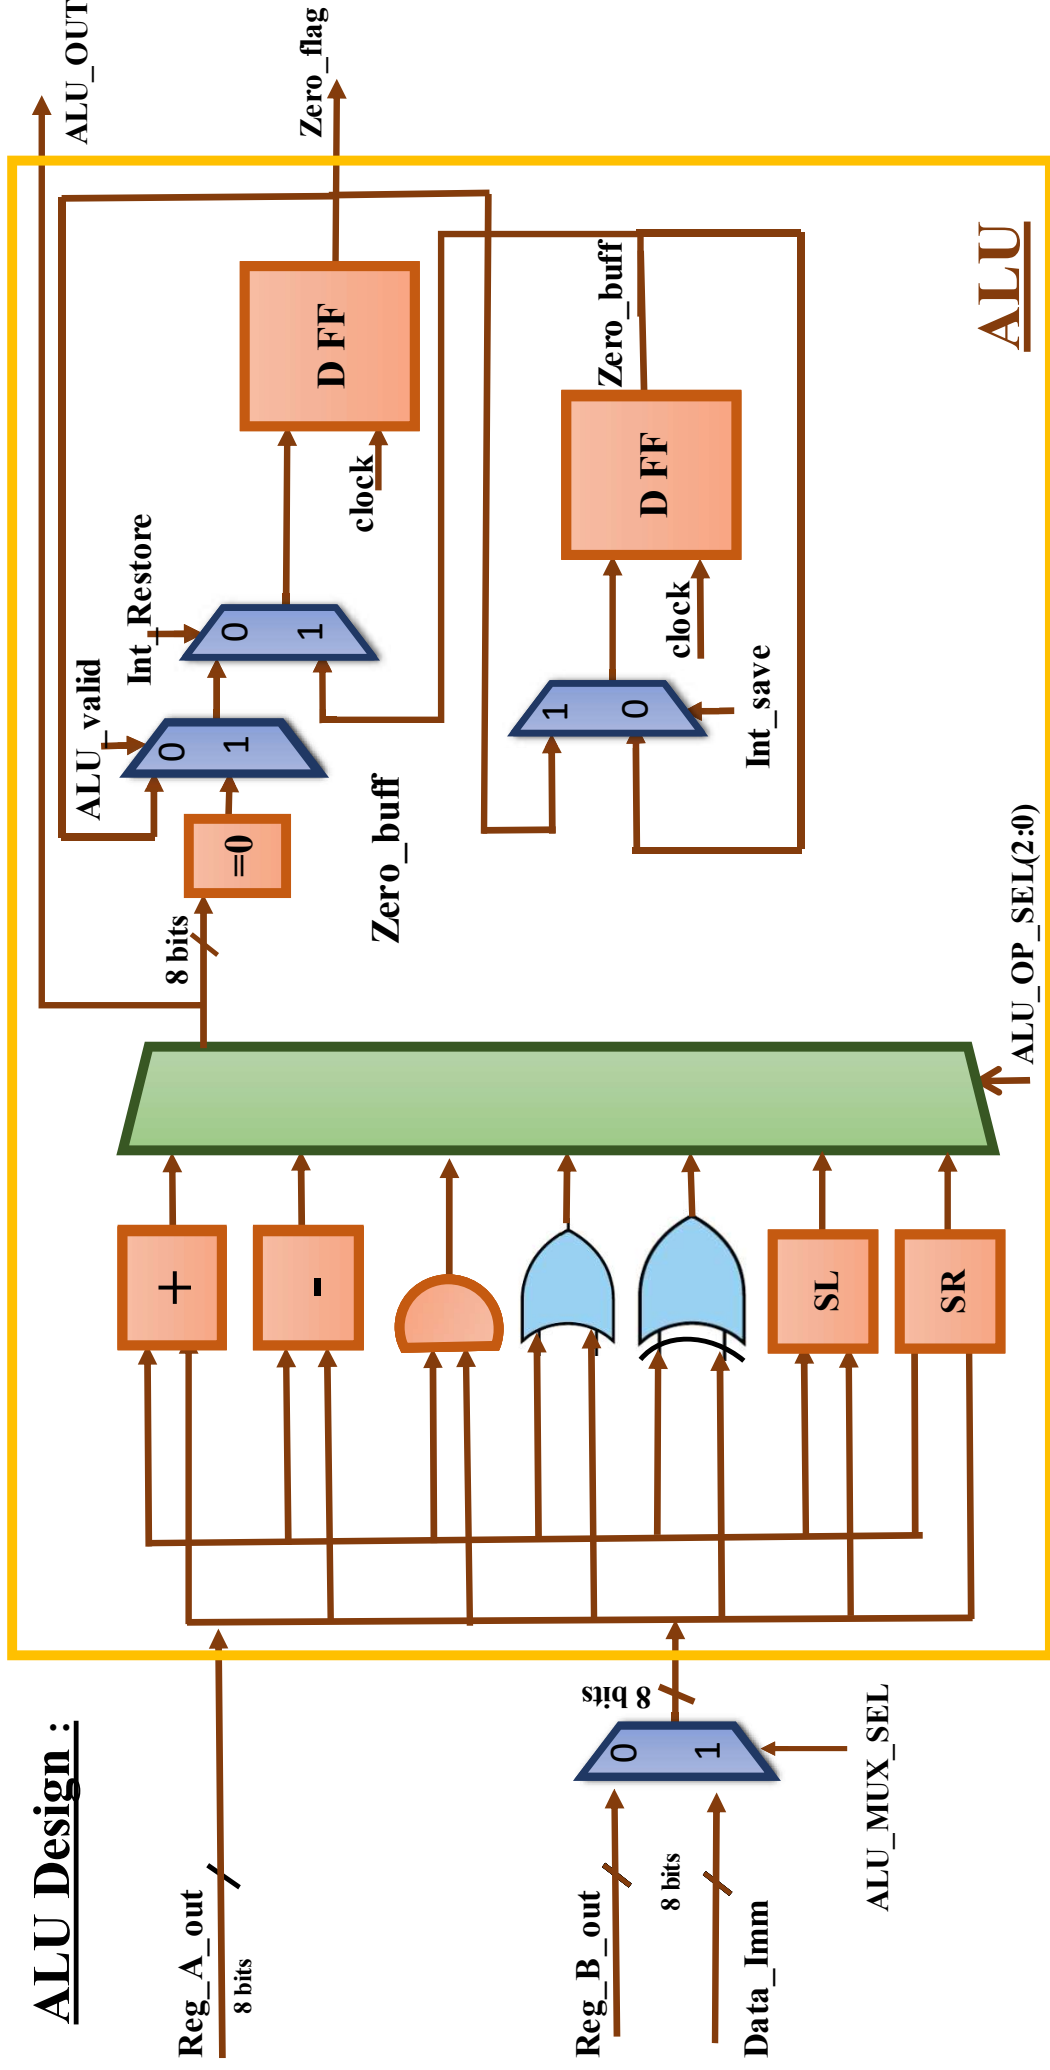 ALU Design :
Reg_A_out
8 bits
Reg_B_out
8 bits
Data_Imm
0
1
8 bits
ALU_MUX_SEL
+
-
SL
SR
ALU_OP_SEL(2:0)
8 bits
=0
Zero_buff
ALU_valid
0
1
Int_Restore
0
1
clock
D FF
1
0
Int_save
clock
D FF
Zero_buff
ALU
ALU_OUT
Zero_flag